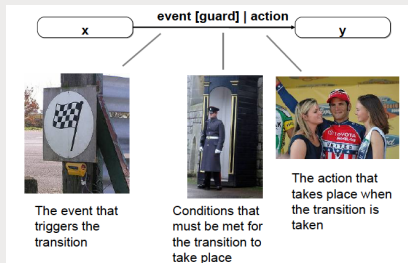 event [guard] | action
x
y
The event that
triggers the
transition
Conditions that
must be met for
the transition to
take place
The action that
takes place when
the transition is
taken
TOYOTA